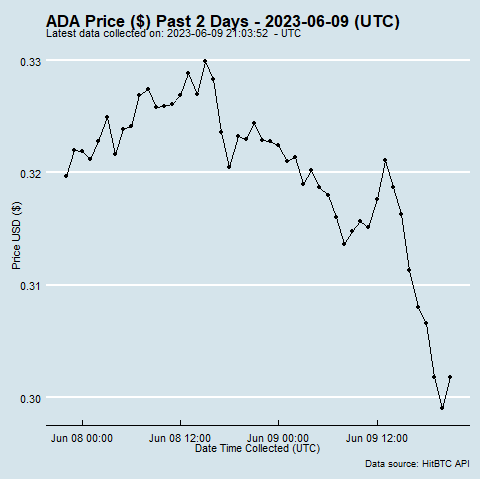 ADA Price ($) Past 2 Days - 2023-06-09 (UTC)
Latest data collected on: 2023-06-09 21:03:52  - UTC
0.33
0.32
0.31
0.30
Price USD ($)
Jun 08 00:00
Jun 08 12:00
Jun 09 00:00
Jun 09 12:00
Date Time Collected (UTC)
Data source: HitBTC API